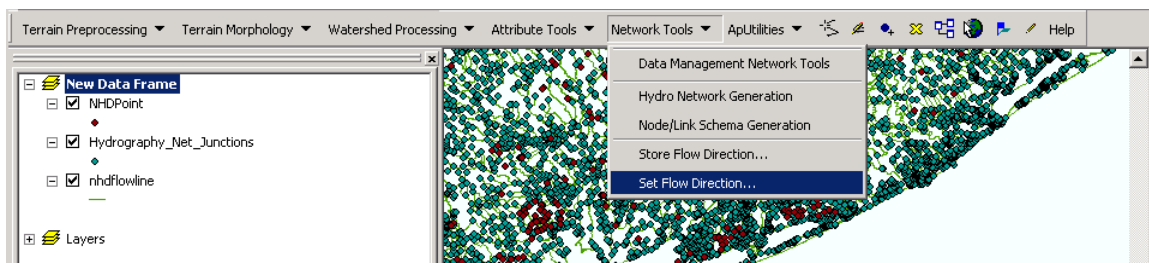 Terrain Preprocessing Terrain Morphology Watershed Processing Attribute Tools Network Tools ApUtilities Help
New Data Frame
NHDPoint
Hydrography_Net_Junctions
nhdflowline
Layers
Data Management Network Tools
Hydro Network Generation
Node/Link Schema Generation
Store Flow Direction...
Set Flow Direction...